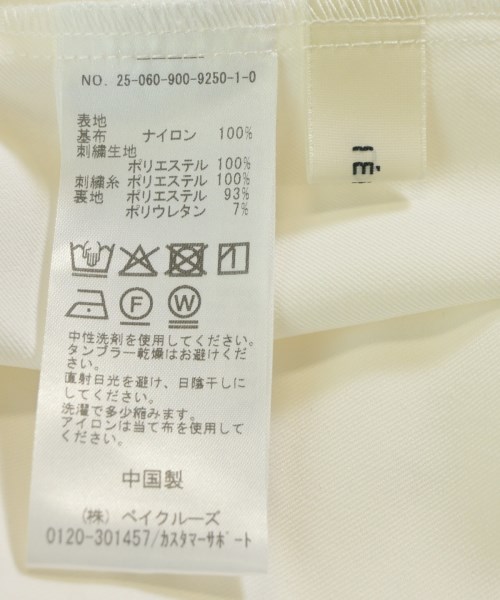 NO. 25-060-900-9250-1-0
表地
基布 ナイロン 100%
刺繍生地
ポリエステル 100%
刺繍糸 ポリエステル 100%
裏地 ポリエステル 93%
ポリウレタン 7%
F W
中性洗剤を使用してください。
タンブラー乾燥はお避けくだ
さい。
直射日光を避け、日陰干しに
してください。
洗濯で多少縮みます。
アイロンは当て布を使用して
ください。
中国製
(株) ベイクルーズ
0120-301457/カスタマーサポート